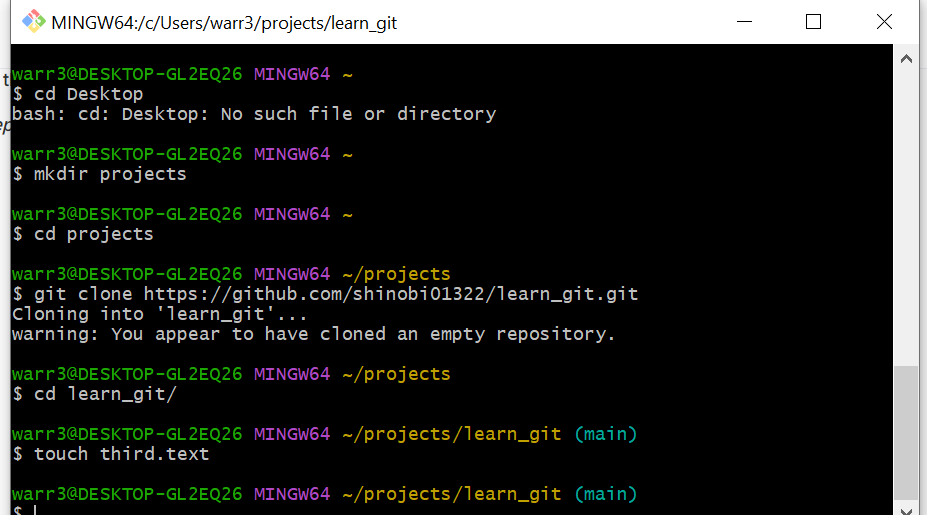 MINGW64:/c/Users/warr3/projects/learn_git
warr3@DESKTOP-GL2EQ26 MINGW64 ~
$ cd Desktop
bash: cd: Desktop: No such file or directory
warr3@DESKTOP-GL2EQ26 MINGW64 ~
$ mkdir projects
warr3@DESKTOP-GL2EQ26 MINGW64 ~
$ cd projects
warr3@DESKTOP-GL2EQ26 MINGW64 ~/projects
$ git clone https://github.com/shinobi01322/learn_git.git
Cloning into 'learn_git'...
warning: You appear to have cloned an empty repository.
warr3@DESKTOP-GL2EQ26 MINGW64 ~/projects
$ cd learn_git/
warr3@DESKTOP-GL2EQ26 MINGW64 ~/projects/learn_git (main)
$ touch third.text
warr3@DESKTOP-GL2EQ26 MINGW64 ~/projects/learn_git (main)
$